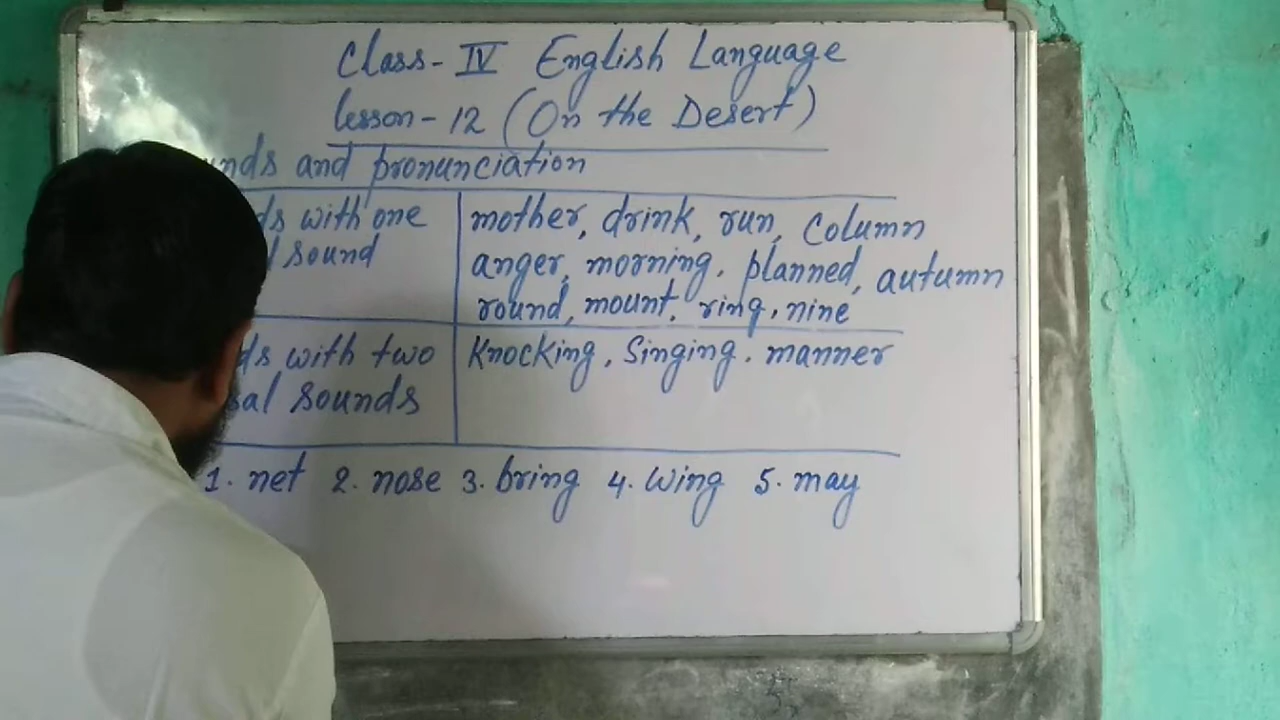 Class- IV English Language
Lesson - 12 (On the Desert)
and pronunciation
with one
mother, drink, run, Column
sound
anger, morning, planned, autumn
round, mount, ring, nine
with two
Knocking, Singing. manner
sounds
1. net 2. nose 3. bring 4. Wing 5. may